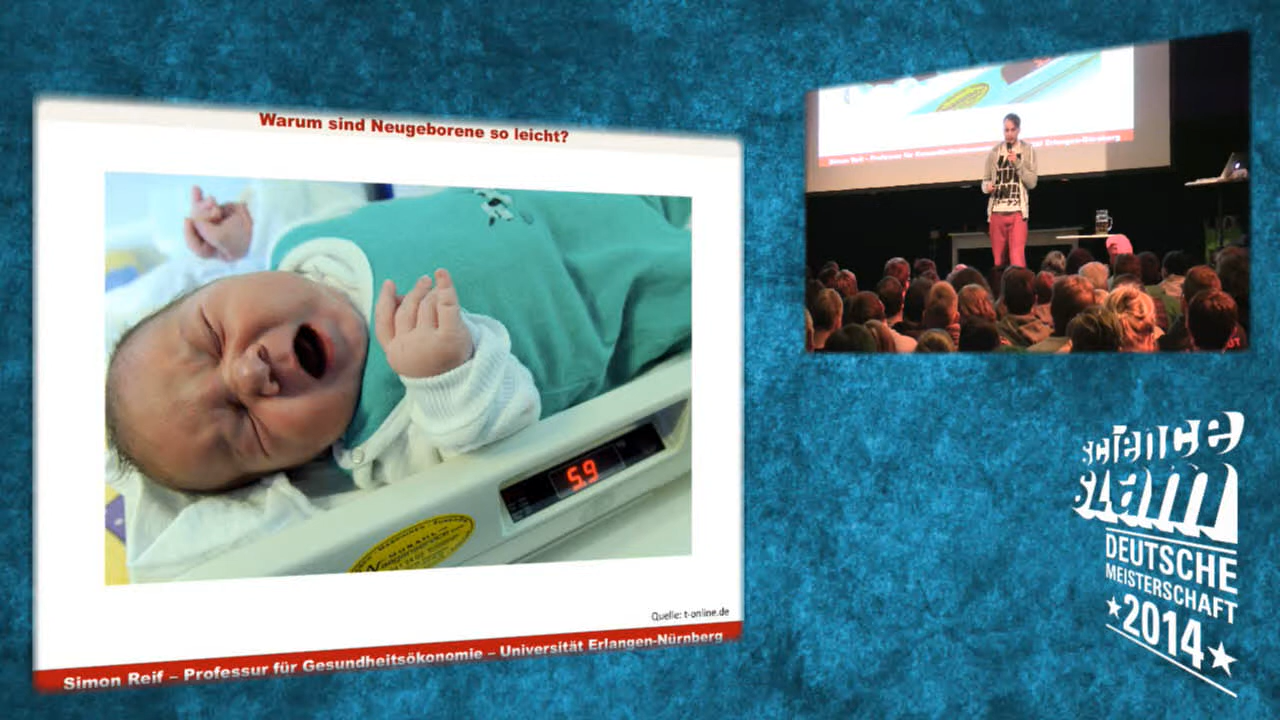 Warum sind Neugeborene so leicht?
5.9
Quelle: t-online.de
Simon Reif – Professur für Gesundheitsökonomie – Universität Erlangen-Nürnberg
science
slam
DEUTSCHE
MEISTERSCHAFT
2014